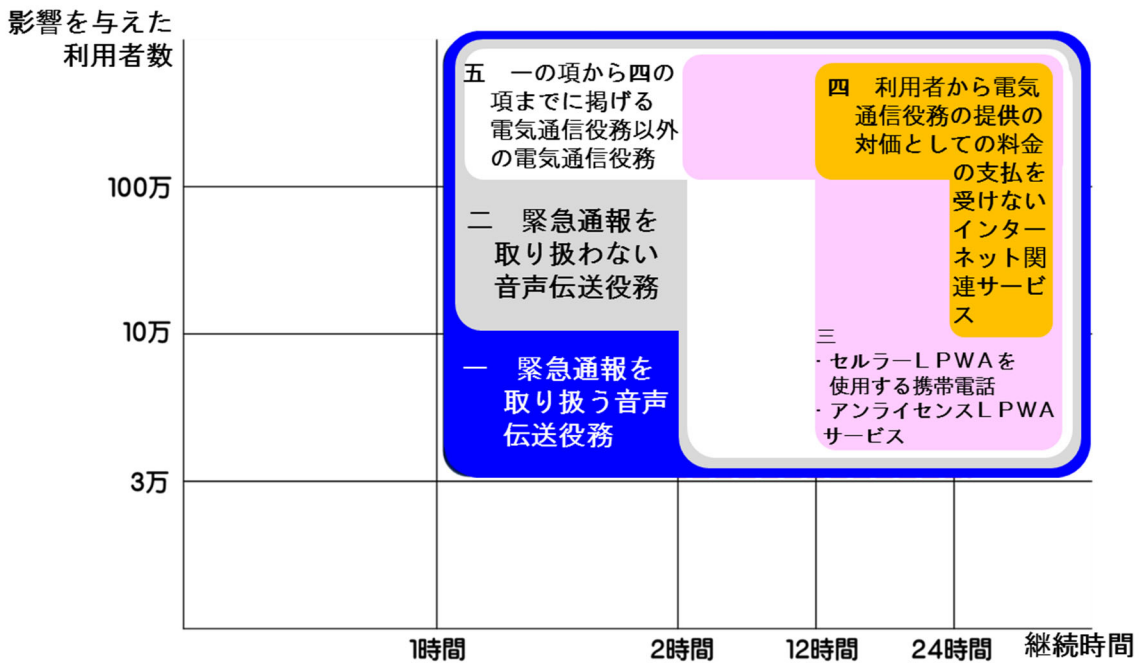 影響を与えた
利用者数
五 一の項から四の
項までに掲げる
電気通信役務以外
の電気通信役務
四 利用者から電気
通信役務の提供の
対価としての料金
の支払を
受けない
インター
ネット関
連サービ
ス
100万
二 緊急通報を
取り扱わない
音声伝送役務
10万
一 緊急通報を
取り扱う音声
伝送役務
三
・セルラーLPWAを
使用する携帯電話
・アンライセンスLPWA
サービス
3万
1時間
2時間
12時間
24時間
継続時間